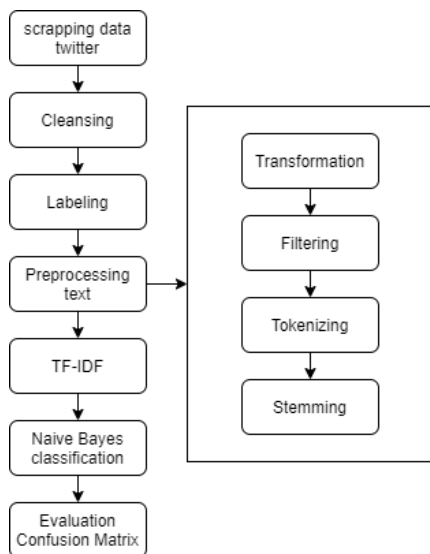 scrapping data
twitter
Cleansing
Labeling
Preprocessing
text
TF-IDF
Naive Bayes
classification
Evaluation
Confusion Matrix
Transformation
Filtering
Tokenizing
Stemming